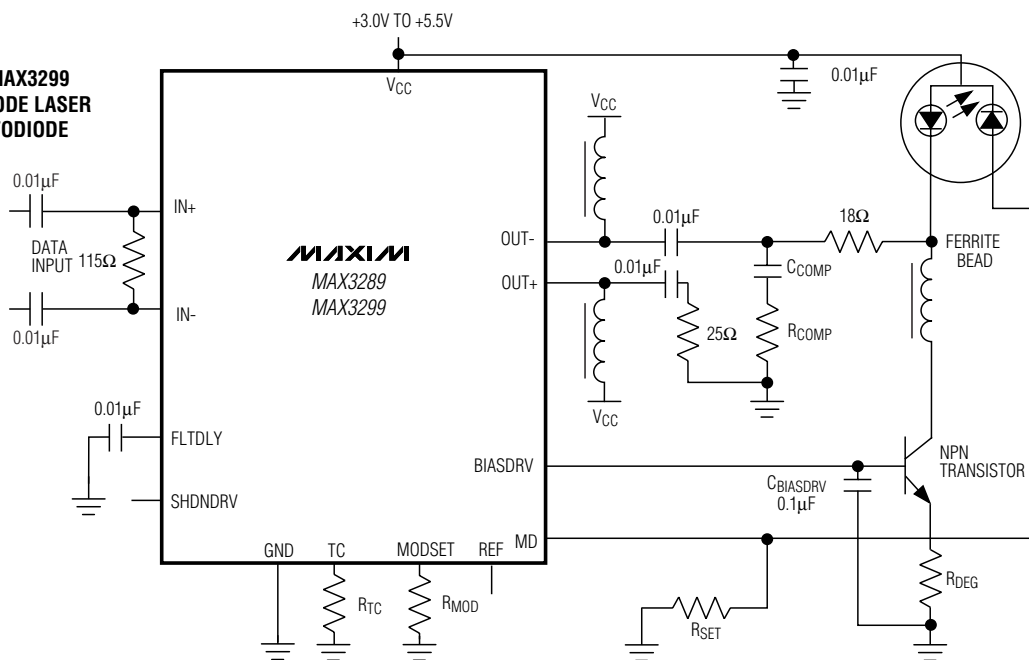 +3.0V TO +5.5V
MAX3299
ODE LASER
TODIODE
VCC
0.01µF
VCC
0.01µF
IN+
DATA
INPUT
115Ω
IN-
0.01µF
MAXIM
MAX3289
MAX3299
OUT-
OUT+
0.01µF
0.01µF
18Ω
CCOMP
25Ω
RCOMP
VCC
FERRITE
BEAD
0.01µF
FLTDLY
SHDNDRV
BIASDRV
CBIASDRV
0.1µF
NPN
TRANSISTOR
GND
TC
MODSET
REF
MD
RTC
RMOD
RSET
RDEG